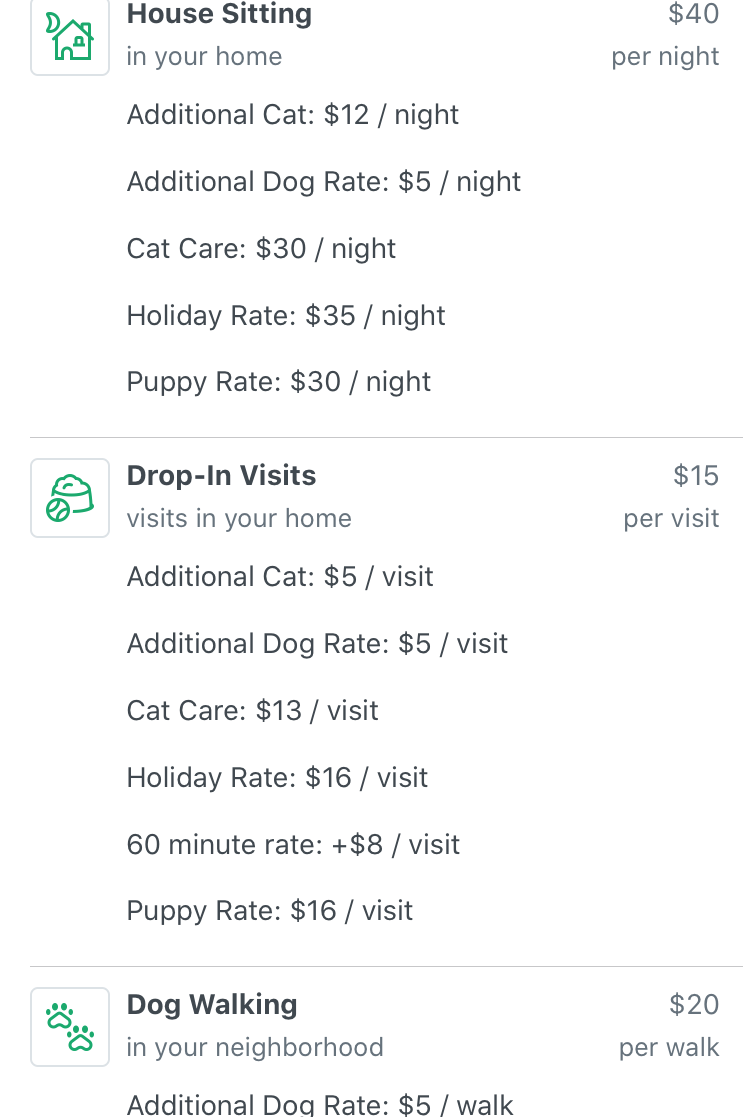 House Sitting
$40
in your home
per night
Additional Cat: $12 / night
Additional Dog Rate: $5 / night
Cat Care: $30 / night
Holiday Rate: $35 / night
Puppy Rate: $30 / night
Drop-In Visits
$15
visits in your home
per visit
Additional Cat: $5 / visit
Additional Dog Rate: $5 / visit
Cat Care: $13 / visit
Holiday Rate: $16 / visit
60 minute rate: +$8 / visit
Puppy Rate: $16 / visit
Dog Walking
$20
in your neighborhood
per walk
Additional Dog Rate: $5 / walk